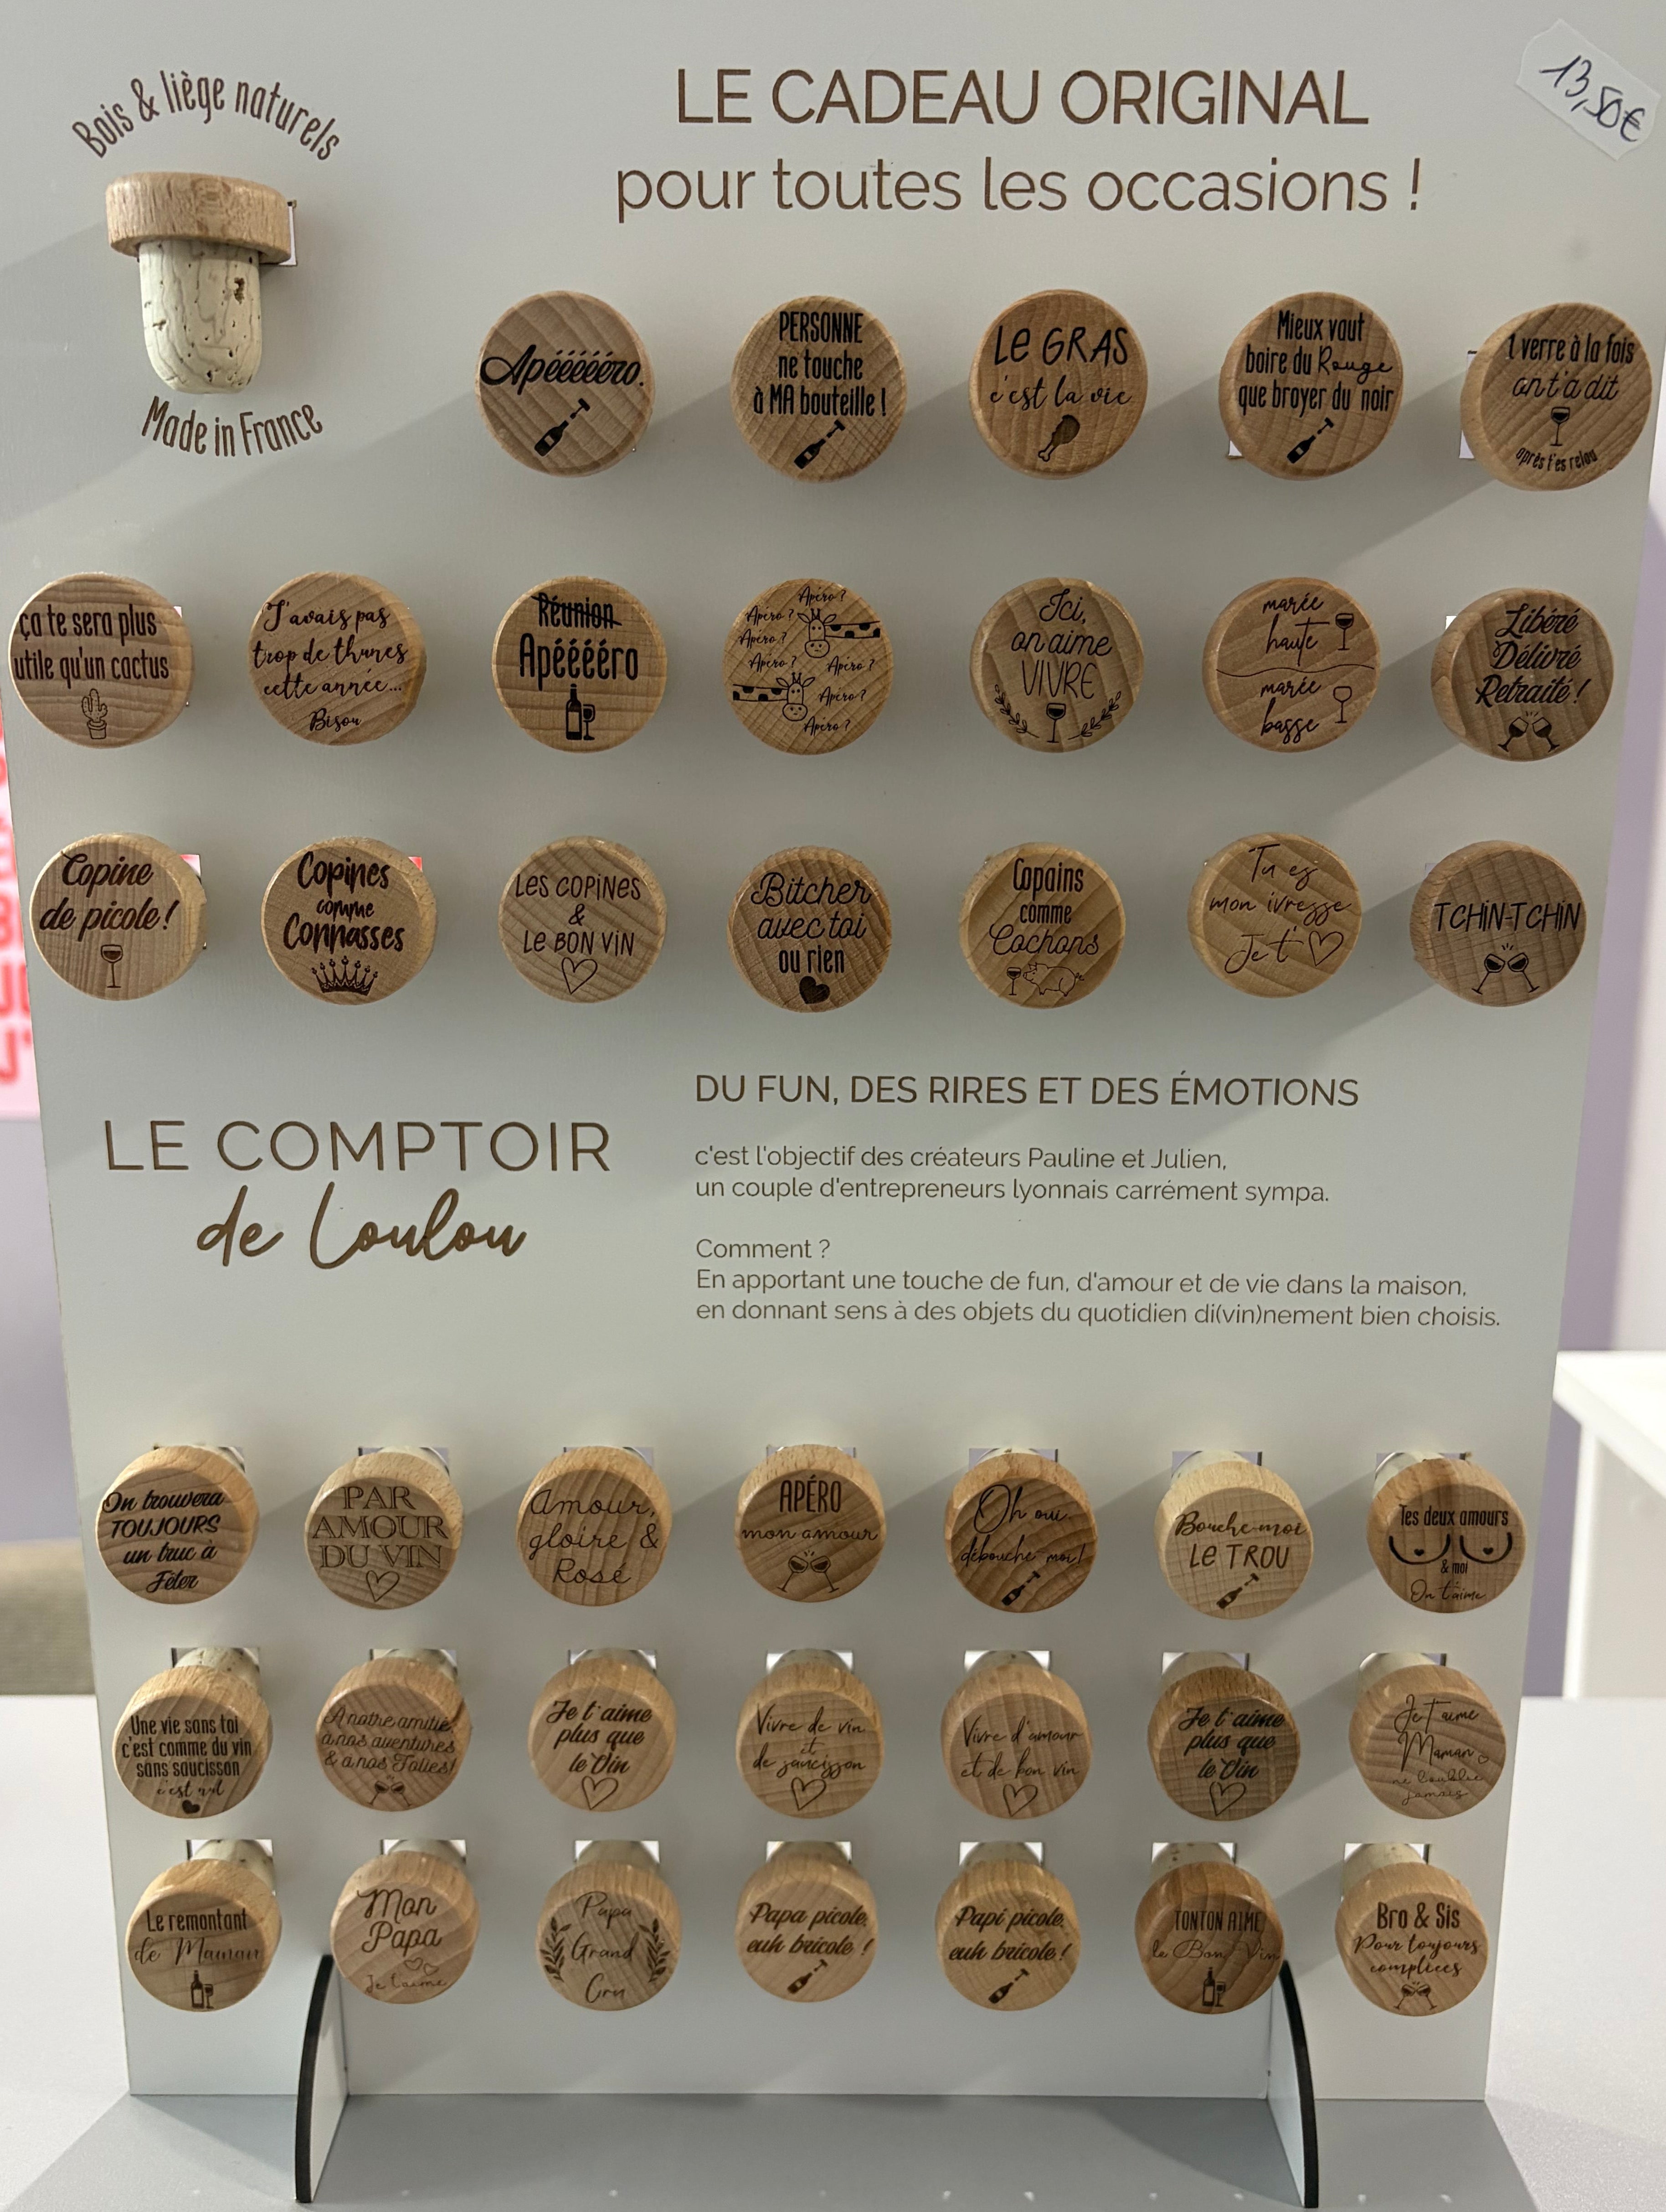 Bois & liège naturels
Made in France
LE CADEAU ORIGINAL
pour toutes les occasions !
13,50€
Apéééééro.
PERSONNE
ne touche
à MA bouteille !
Le GRAS
c'est la vie
Mieux vaut
boire du Rouge
que broyer du noir
1 verre à la fois
on t'a dit
après t'es relou
ça te sera plus
utile qu'un cactus
J'avais pas
trop de thunes
cette année...
Bisou
Réunion
Apéééééro
Apéro ?
Apéro ?
Apéro ?
Apéro ?
Apéro ?
Apéro ?
Apéro ?
Ici,
on aime
VIVRE
marée
haute
marée
basse
Libéré
Délivré
Retraité !
Copine
de picole !
Copines
comme
Connasses
Les COPINES
&
Le BON VIN
Bitcher
avec toi
ou rien
Copains
comme
Cochons
Tu es
mon ivresse
Je t'
TCHIN-TCHIN
LE COMPTOIR
de Loulou
DU FUN, DES RIRES ET DES ÉMOTIONS
c'est l'objectif des créateurs Pauline et Julien,
un couple d'entrepreneurs lyonnais carrément sympa.
Comment ?
En apportant une touche de fun, d'amour et de vie dans la maison,
en donnant sens à des objets du quotidien di(vin)nement bien choisis.
On trouvera
TOUJOURS
un truc à
Fêter
PAR
AMOUR
DU VIN
Amour,
gloire &
Rosé
APÉRO
mon amour
Oh oui
débouche-moi!
Bouche-moi
Le TROU
Tes deux amours
& moi
On t'aime
Une vie sans toi
c'est comme du vin
sans saucisson
c'est nul
A notre amitié,
à nos aventures
& à nos Folies!
Je t'aime
plus que
le Vin
Vivre de vin
et
de saucisson
Vivre d'amour
et de bon vin
Je t'aime
plus que
le Vin
Je T'aime
Maman
ne l'oublie
jamais
Le remontant
de Maman
Mon
Papa
Je t'aime
Papa
Grand
Cru
Papa picole,
euh bricole !
Papi picole,
euh bricole !
TONTON AIME
le Bon Vin
Bro & Sis
Pour toujours
complices